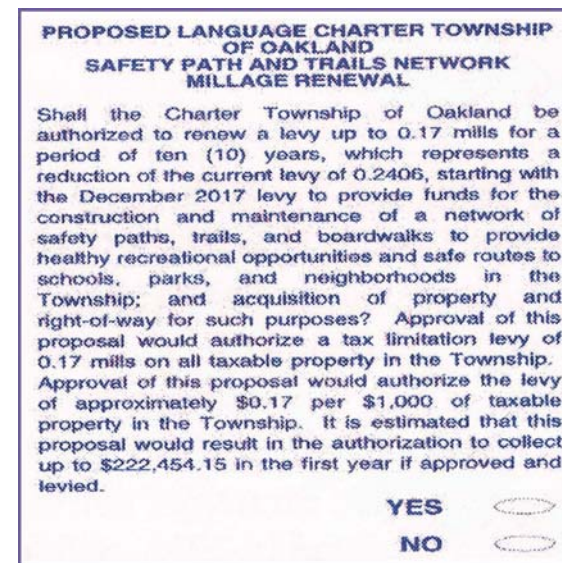 PROPOSED LANGUAGE CHARTER TOWNSHIP
OF OAKLAND
SAFETY PATH AND TRAILS NETWORK
MILLAGE RENEWAL
Shall the Charter Township of Oakland be
authorized to renew a levy up to 0.17 mills for a
period of ten (10) years, which represents a
reduction of the current levy of 0.2406, starting with
the December 2017 levy to provide funds for the
construction and maintenance of a network of
safety paths, trails, and boardwalks to provide
healthy recreational opportunities and safe routes to
schools, parks, and neighborhoods in the
Township; and acquisition of property and
right-of-way for such purposes? Approval of this
proposal would authorize a tax limitation levy of
0.17 mills on all taxable property in the Township.
Approval of this proposal would authorize the levy
of approximately $0.17 per $1,000 of taxable
property in the Township. It is estimated that this
proposal would result in the authorization to collect
up to $222,454.15 in the first year if approved and
levied.
YES
NO